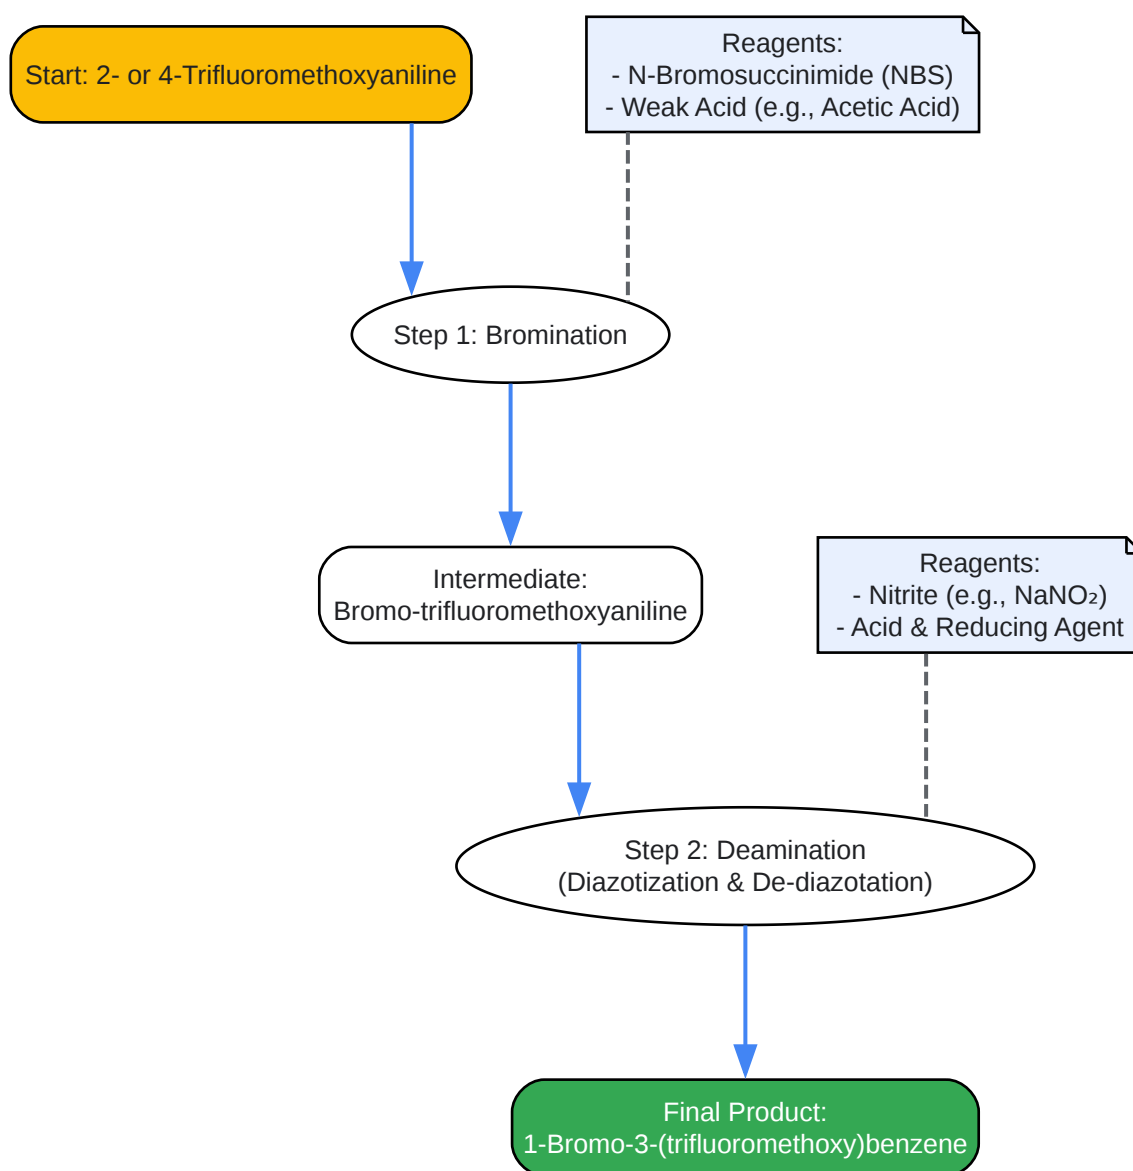 Start: 2- or 4-Trifluoromethoxyaniline
Reagents:
- N-Bromosuccinimide (NBS)
- Weak Acid (e.g., Acetic Acid)
Step 1: Bromination
Intermediate:
Bromo-trifluoromethoxyaniline
Reagents:
- Nitrite (e.g., NaNO₂)
- Acid & Reducing Agent
Step 2: Deamination
(Diazotization & De-diazotation)
Final Product:
1-Bromo-3-(trifluoromethoxy)benzene